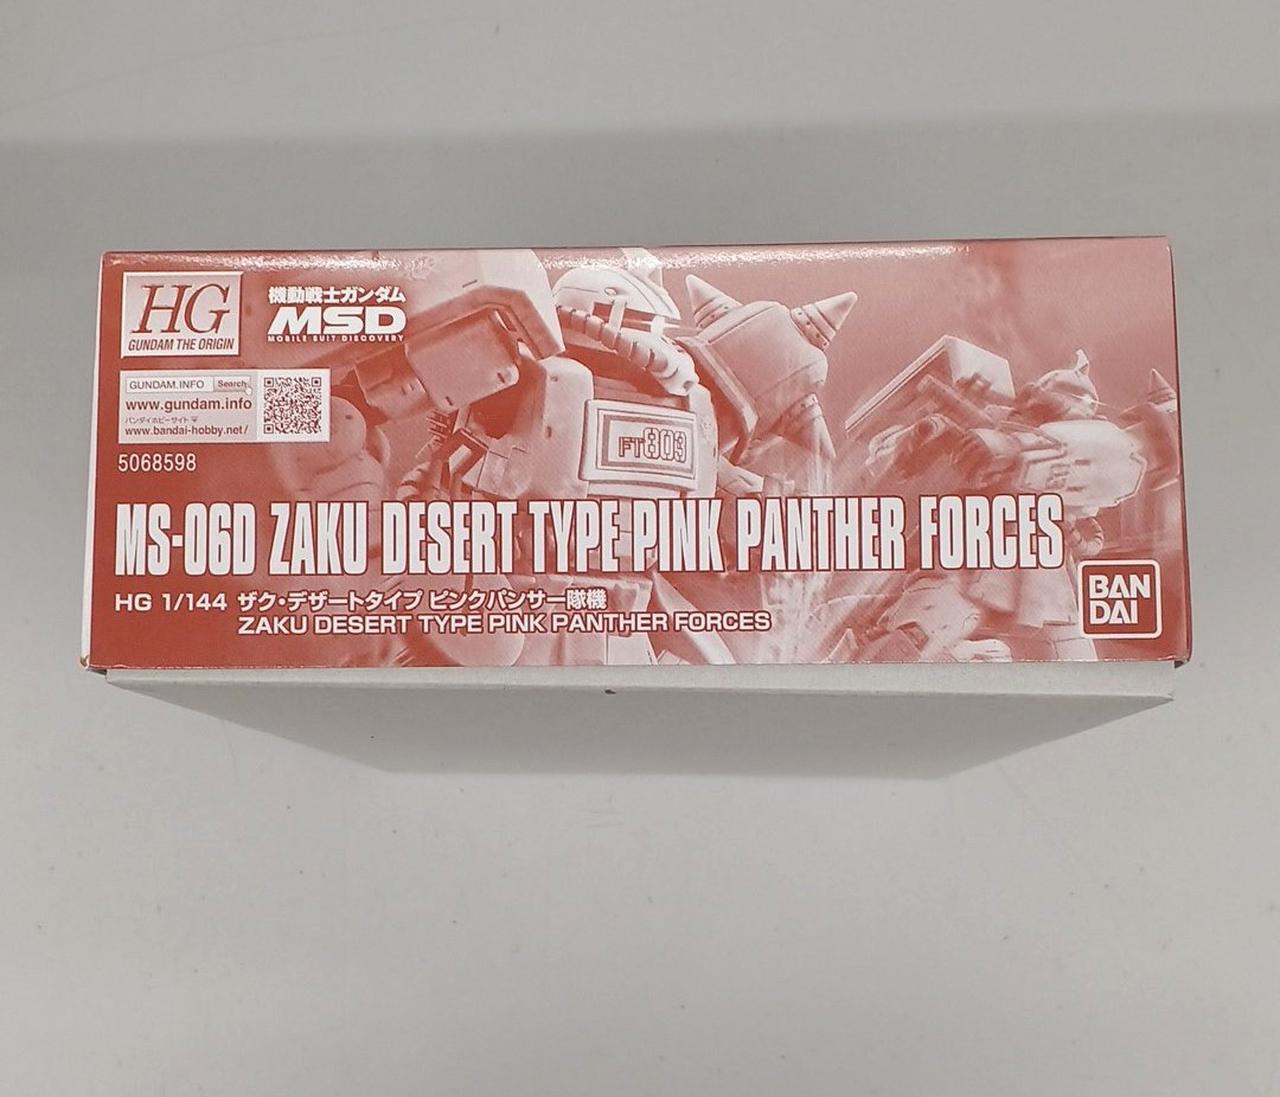 HG
GUNDAM THE ORIGIN
機動戦士ガンダム
MSD
MOBILE SUIT DISCOVERY
GUNDAM.INFO Search
www.gundam.info
バンダイホビーサイト
www.bandai-hobby.net/
5068598
FT803
MS-06D ZAKU DESERT TYPE PINK PANTHER FORCES
HG 1/144 ザク・デザートタイプ ピンクパンサー隊機
ZAKU DESERT TYPE PINK PANTHER FORCES
BAN
DAI